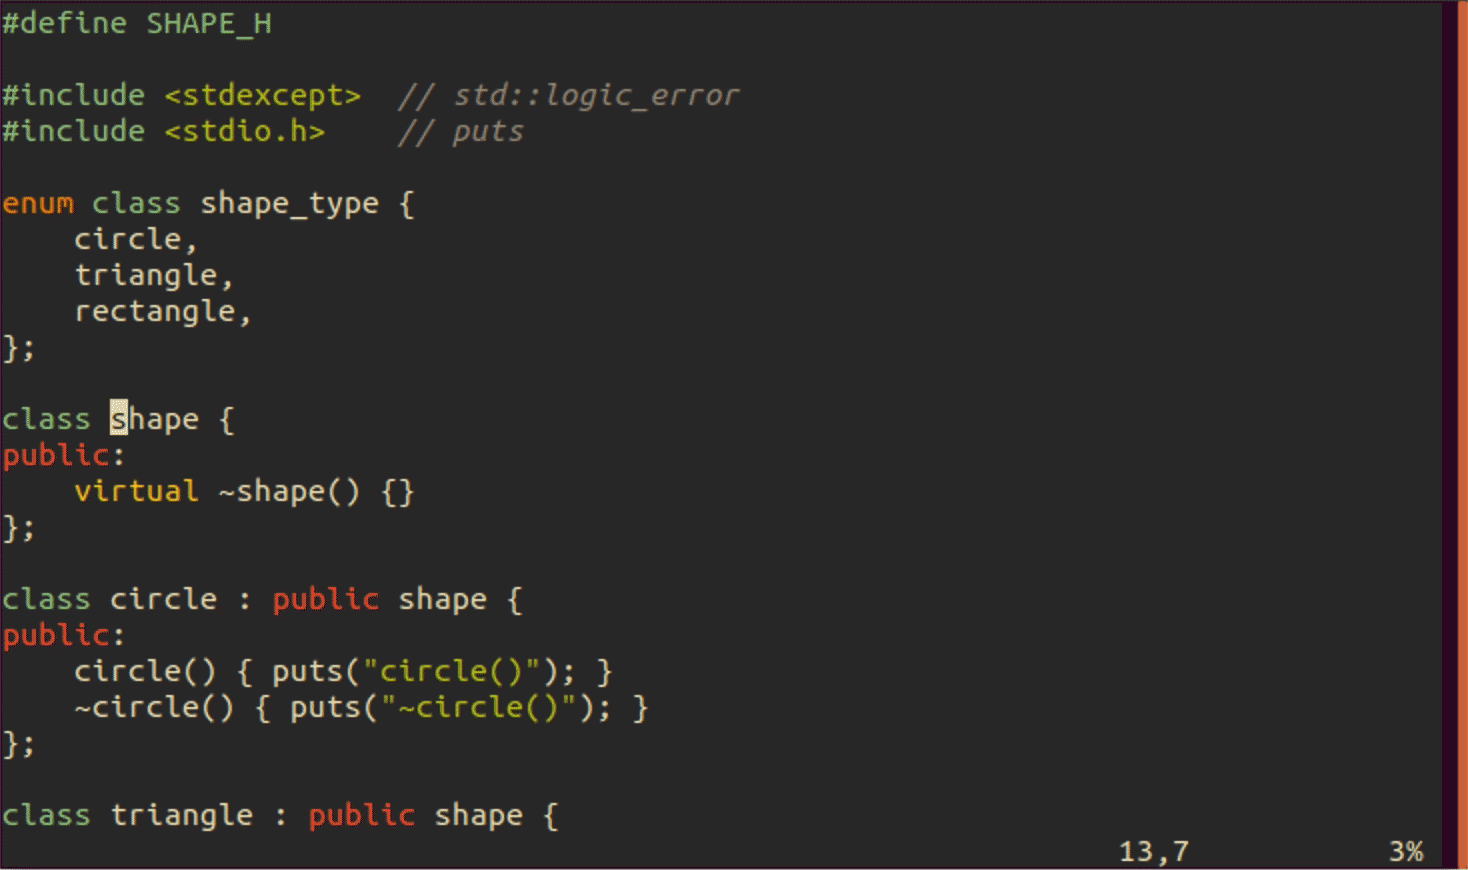 #define SHAPE_H

#include <stdexcept>  // std::logic_error
#include <stdio.h>    // puts

enum class shape_type {
    circle,
    triangle,
    rectangle,
};

class shape {
public:
    virtual ~shape() {}
};

class circle : public shape {
public:
    circle() { puts("circle()"); }
    ~circle() { puts("~circle()"); }
};

class triangle : public shape {
13,7 3%